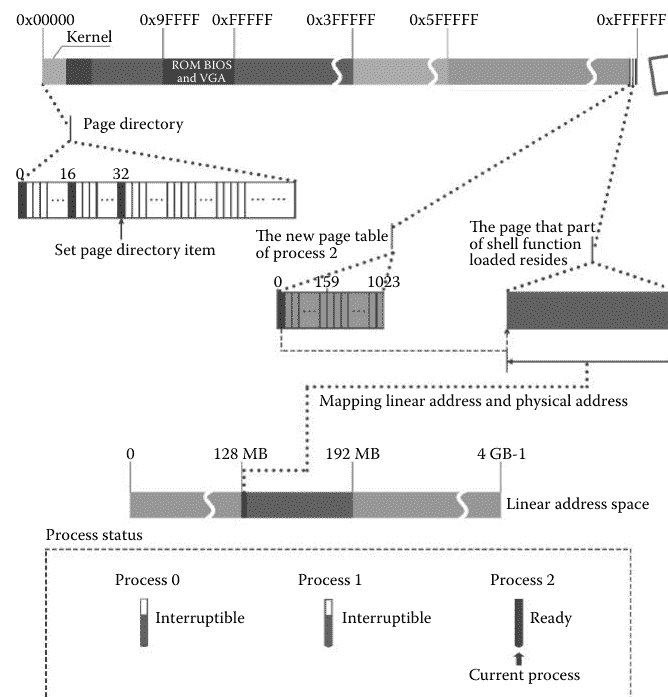 0x00000 0x9FFFF 0xFFFFF 0x3FFFFF 0x5FFFFF 0xFFFFFF
Kernel
ROM BIOS
and VGA
Page directory
0 16 32
... ... ... ... ... ...
Set page directory item
The new page table
of process 2
The page that part
of shell function
loaded resides
0 159 1023
... ...
Mapping linear address and physical address
0 128 MB 192 MB 4 GB-1
Linear address space
Process status
Process 0 Process 1 Process 2
Interruptible Interruptible Ready
Current process